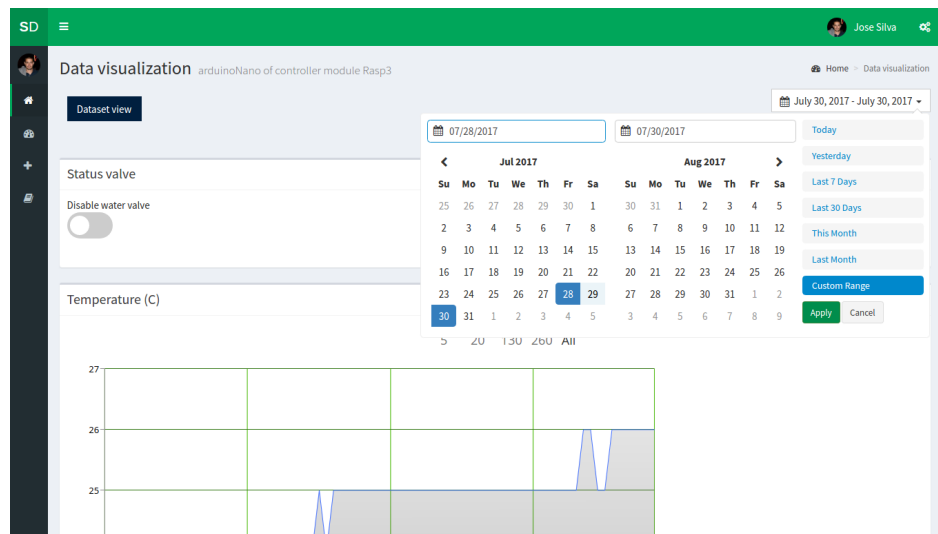 SD Jose Silva
Data visualization arduinoNano of controller module Rasp3 Home > Data visualization
Dataset view July 30, 2017 - July 30, 2017
07/28/2017 07/30/2017 Today
Jul 2017 Aug 2017 Yesterday
Status valve Su Mo Tu We Th Fr Sa Su Mo Tu We Th Fr Sa Last 7 Days
Disable water valve 25 26 27 28 29 30 1 30 31 1 2 3 4 5 Last 30 Days
2 3 4 5 6 7 8 6 7 8 9 10 11 12 This Month
9 10 11 12 13 14 15 13 14 15 16 17 18 19 Last Month
16 17 18 19 20 21 22 20 21 22 23 24 25 26
23 24 25 26 27 28 29 27 28 29 30 31 1 2 Custom Range
Temperature (C)
30 31 1 2 3 4 5 3 4 5 6 7 8 9 Apply Cancel
5 20 130 260 All
27
26
25